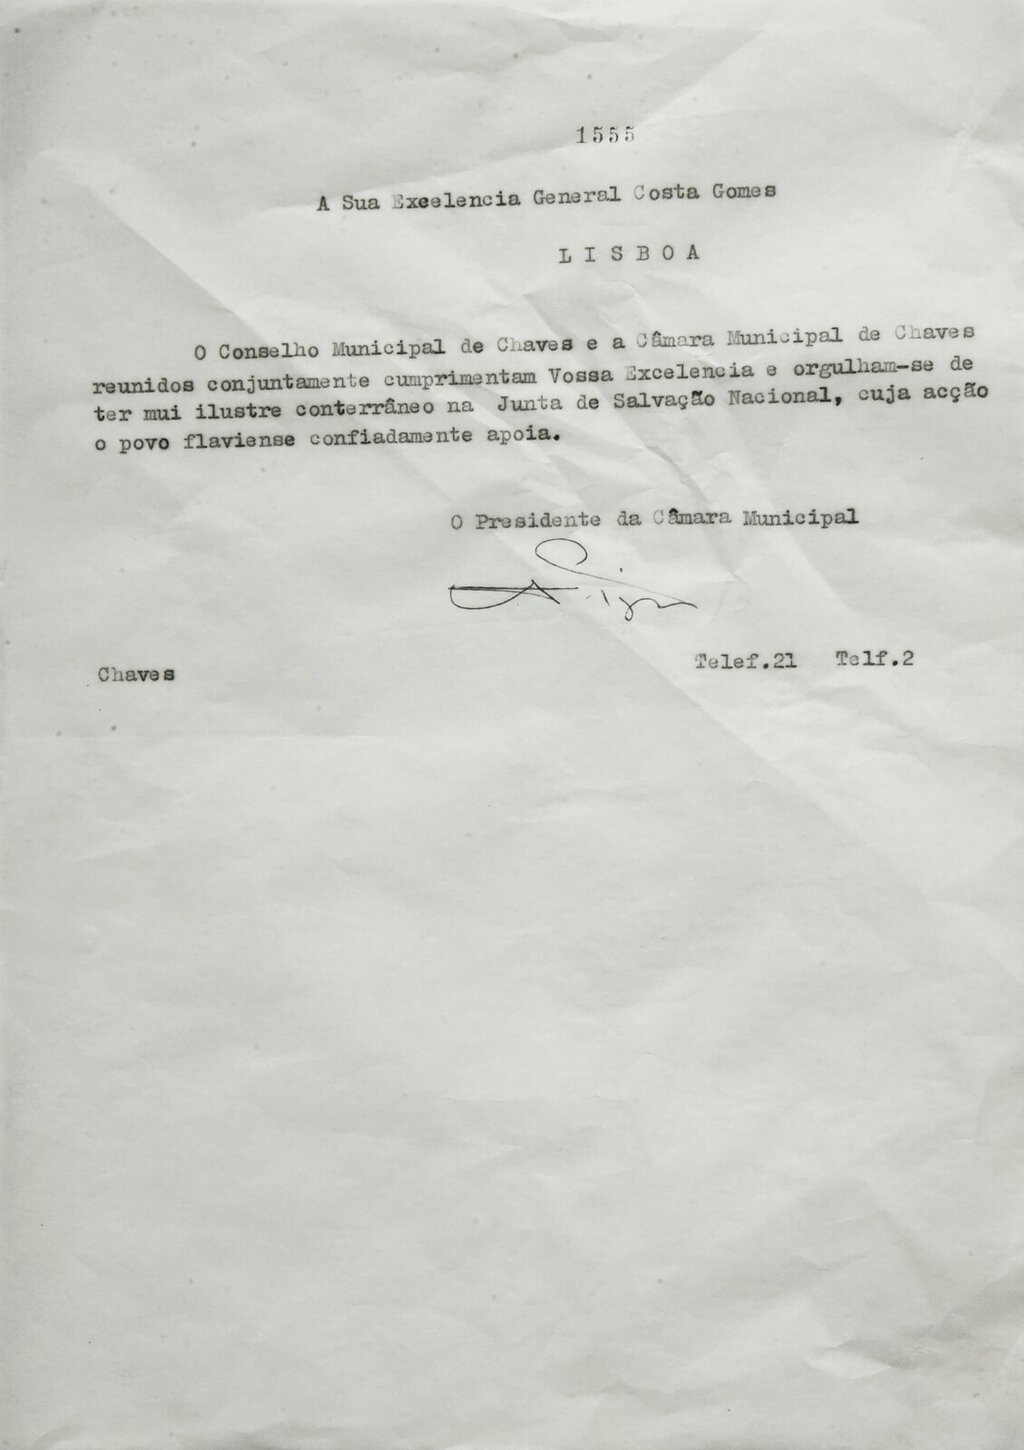 1555
A Sua Exeelencia General Costa Gomes
L I S B O A
O Conselho Municipal de Chaves e a Câmara Municipal de Chaves
reunidos conjuntamente cumprimentam Vossa Excelencia e orgulham-se de
ter mui ilustre conterrâneo na Junta de Salvação Nacional, cuja acção
o povo flaviense confiadamente apoia.
O Presidente da Câmara Municipal
Chaves
Telef.21 Telf.2